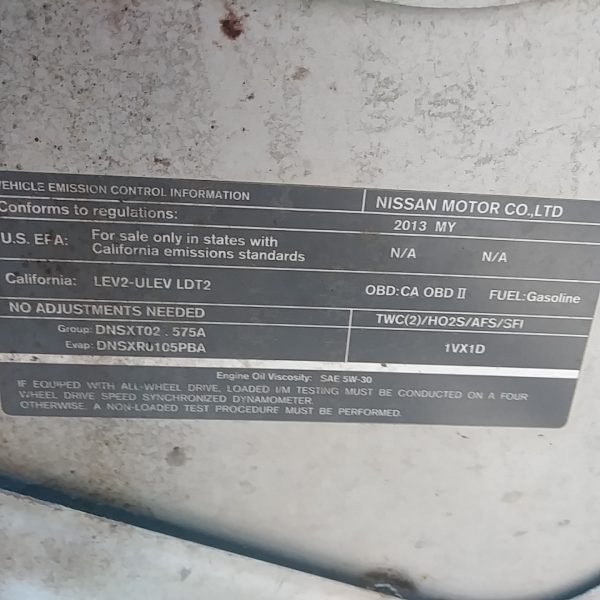 VEHICLE EMISSION CONTROL INFORMATION
NISSAN MOTOR CO.,LTD
Conforms to regulations:
2013 MY
U.S. EPA:
For sale only in states with
California emissions standards
N/A
N/A
California:
LEV2-ULEV LDT2
OBD:CA OBD II
FUEL:Gasoline
NO ADJUSTMENTS NEEDED
TWC(2)/HO2S/AFS/SFI
Group: DNSXT02.575A
Evap: DNSXR0105PBA
1VX1D
Engine Oil Viscosity: SAE 5W-30
IF EQUIPED WITH ALL-WHEEL DRIVE, LOADED I/M TESTING MUST BE CONDUCTED ON A FOUR
WHEEL DRIVE SPEED SYNCHRONIZED DYNAMOMETER.
OTHERWISE, A NON-LOADED TEST PROCEDURE MUST BE PERFORMED.